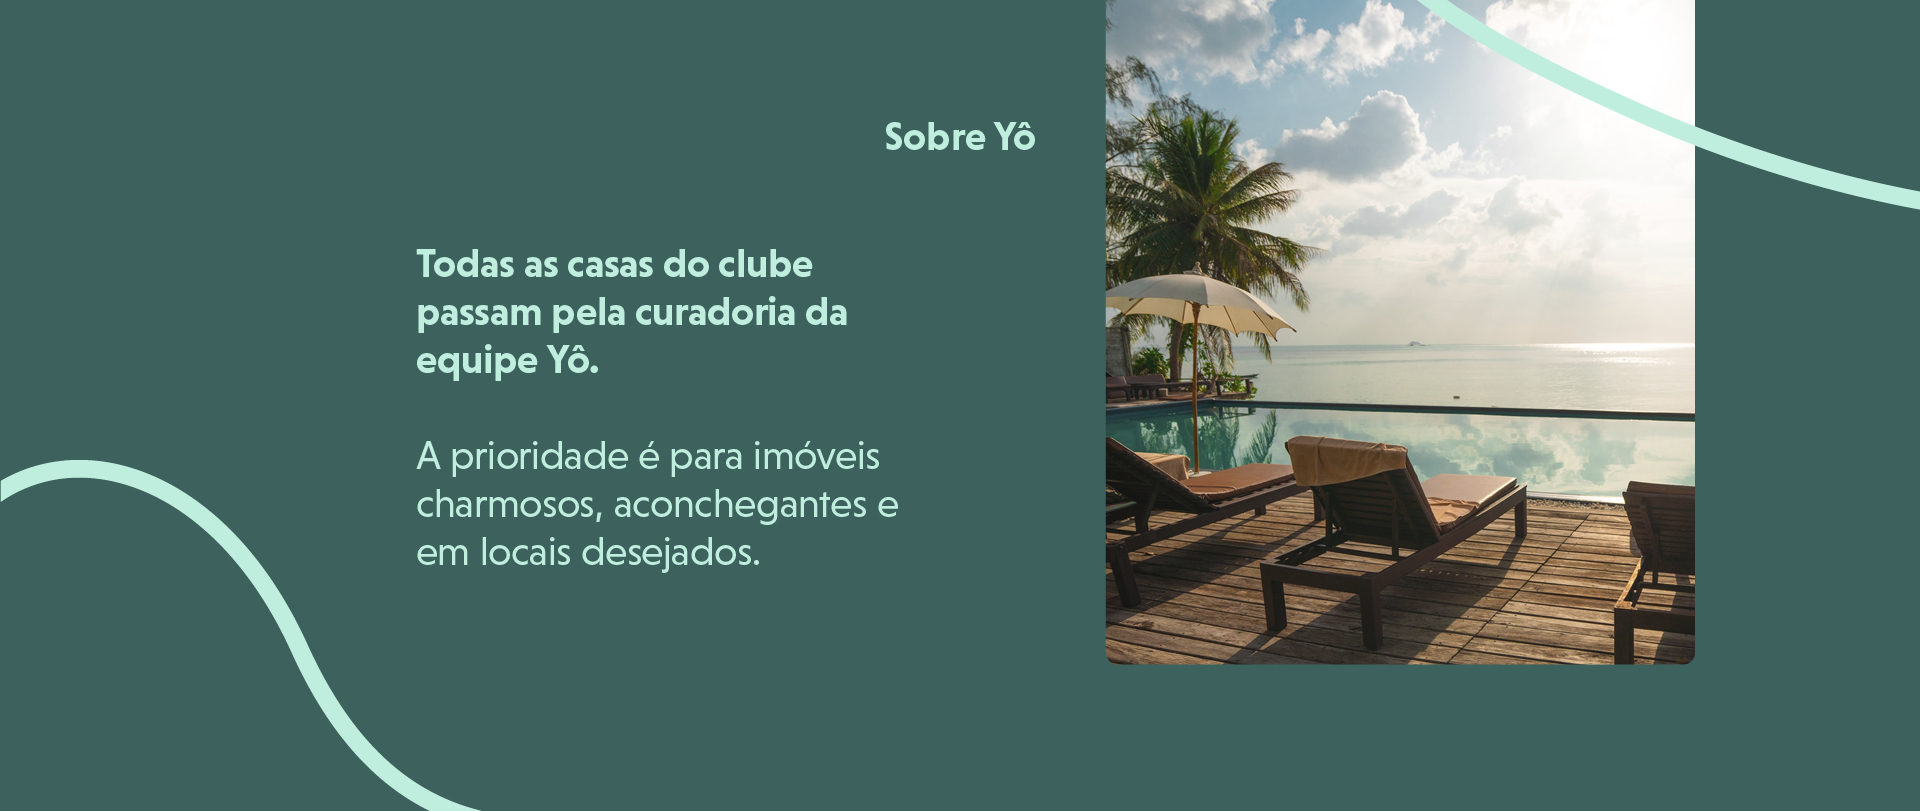 Sobre Yô
Todas as casas do clube
passam pela curadoria da
equipe Yô.
A prioridade é para imóveis
charmosos, aconchegantes e
em locais desejados.